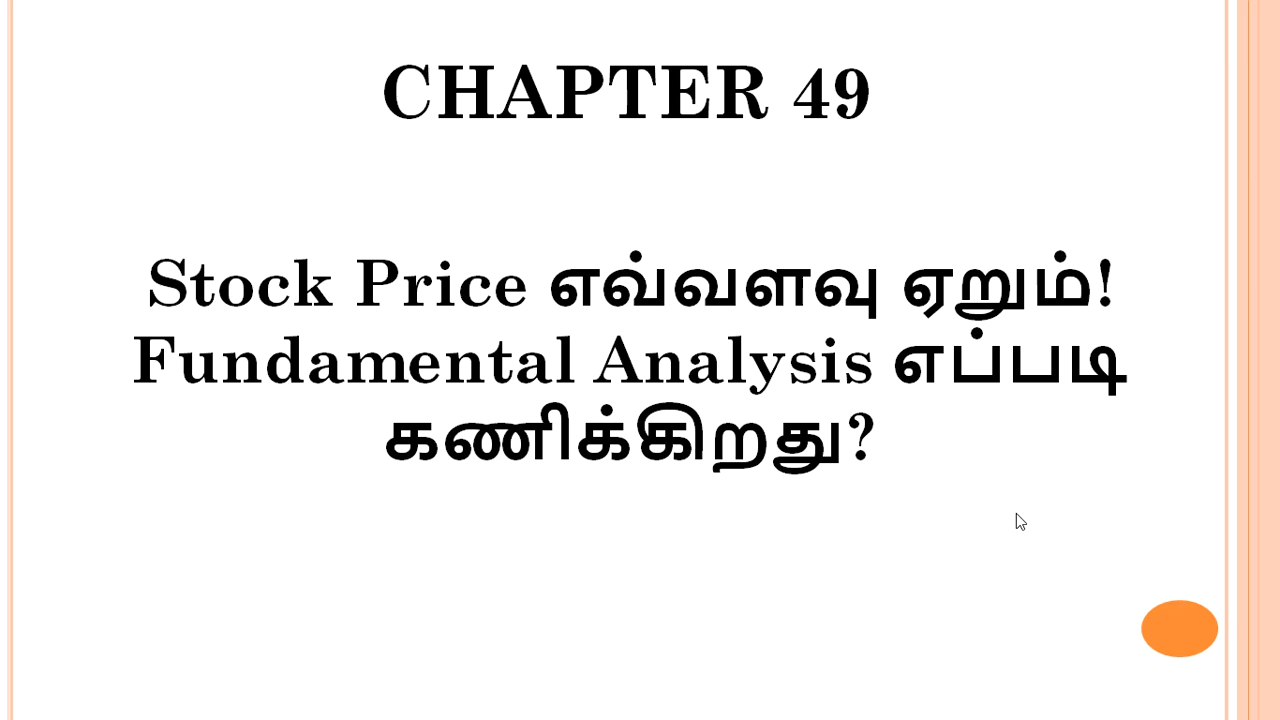 CHAPTER 49
Stock Price எவ்வளவு ஏறும்!
Fundamental Analysis எப்படி
கணிக்கிறது?